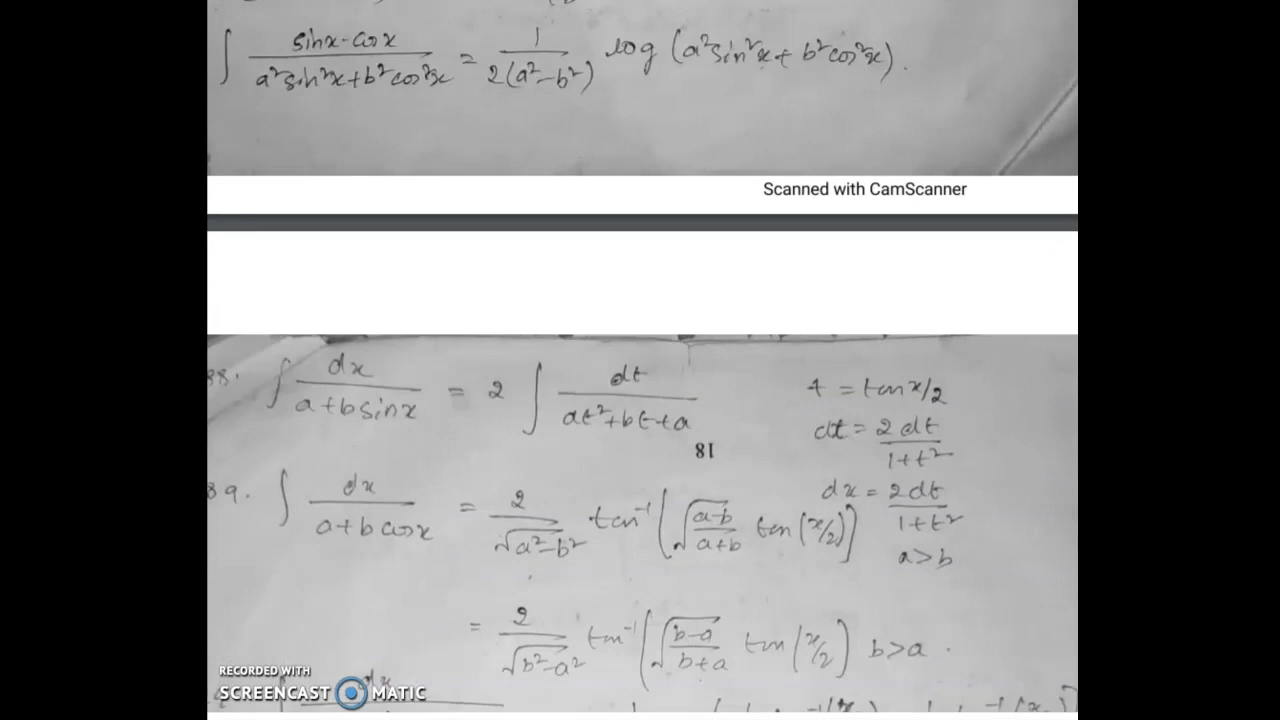 ∫ sinx-cosx / a²sin²x+b²cos²x = 1 / 2(a²-b²) log (a²sin²x + b²cos²x).
Scanned with CamScanner
88. ∫ dx / a+bsinx = 2 ∫ dt / at²+bt+a t = tan x/2
dt = 2dt / 1+t²
18
89. ∫ dx / a+b cosx = 2 / √a²-b² tan⁻¹ [√a-b / a+b tan(x/2)] dx = 2dt / 1+t²
a>b
= 2 / √b²-a² tan⁻¹ [√b-a / b+a tan(x/2) b>a.
RECORDED WITH
SCREENCAST MATIC
dx